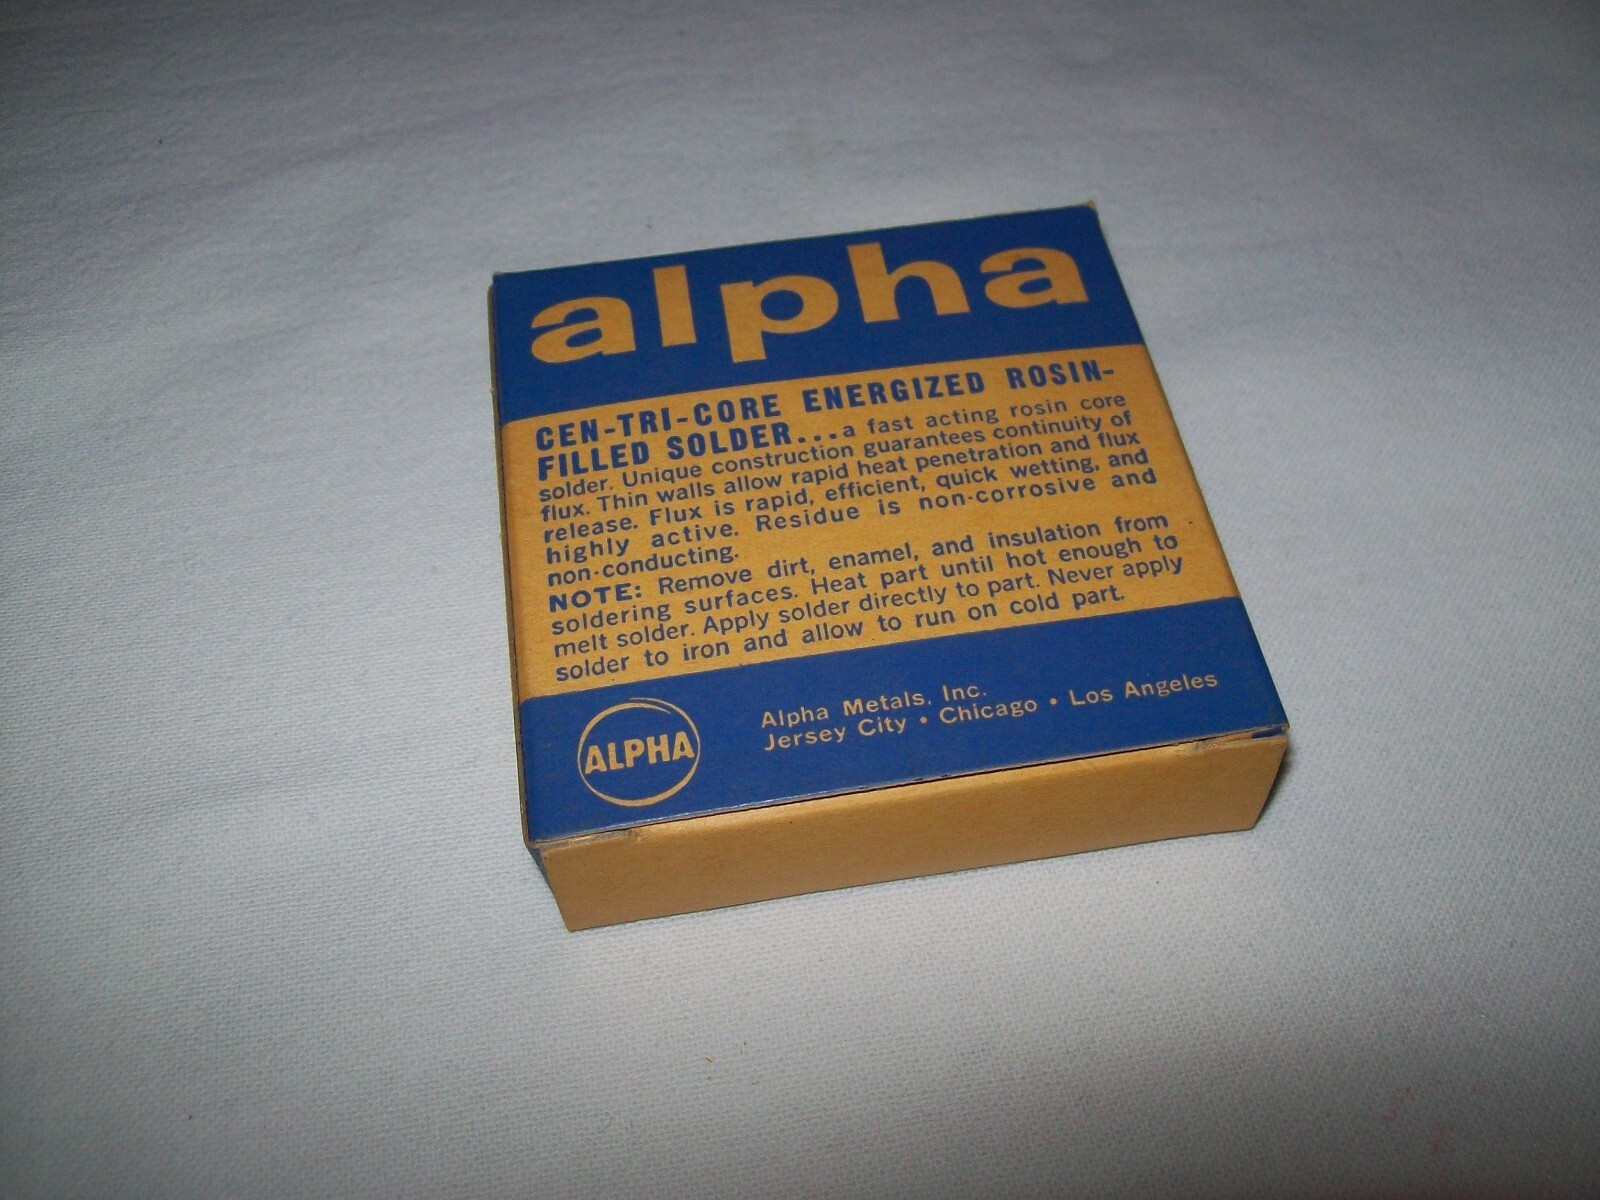 alpha
CEN-TRI-CORE ENERGIZED ROSIN-
FILLED SOLDER...a fast acting rosin core
solder. Unique construction guarantees continuity of
flux. Thin walls allow rapid heat penetration and flux
release. Flux is rapid, efficient, quick wetting, and
highly active. Residue is non-corrosive and
non-conducting.
NOTE: Remove dirt, enamel, and insulation from
soldering surfaces. Heat part until hot enough to
melt solder. Apply solder directly to part. Never apply
solder to iron and allow to run on cold part.
ALPHA
Alpha Metals, Inc.
Jersey City • Chicago • Los Angeles